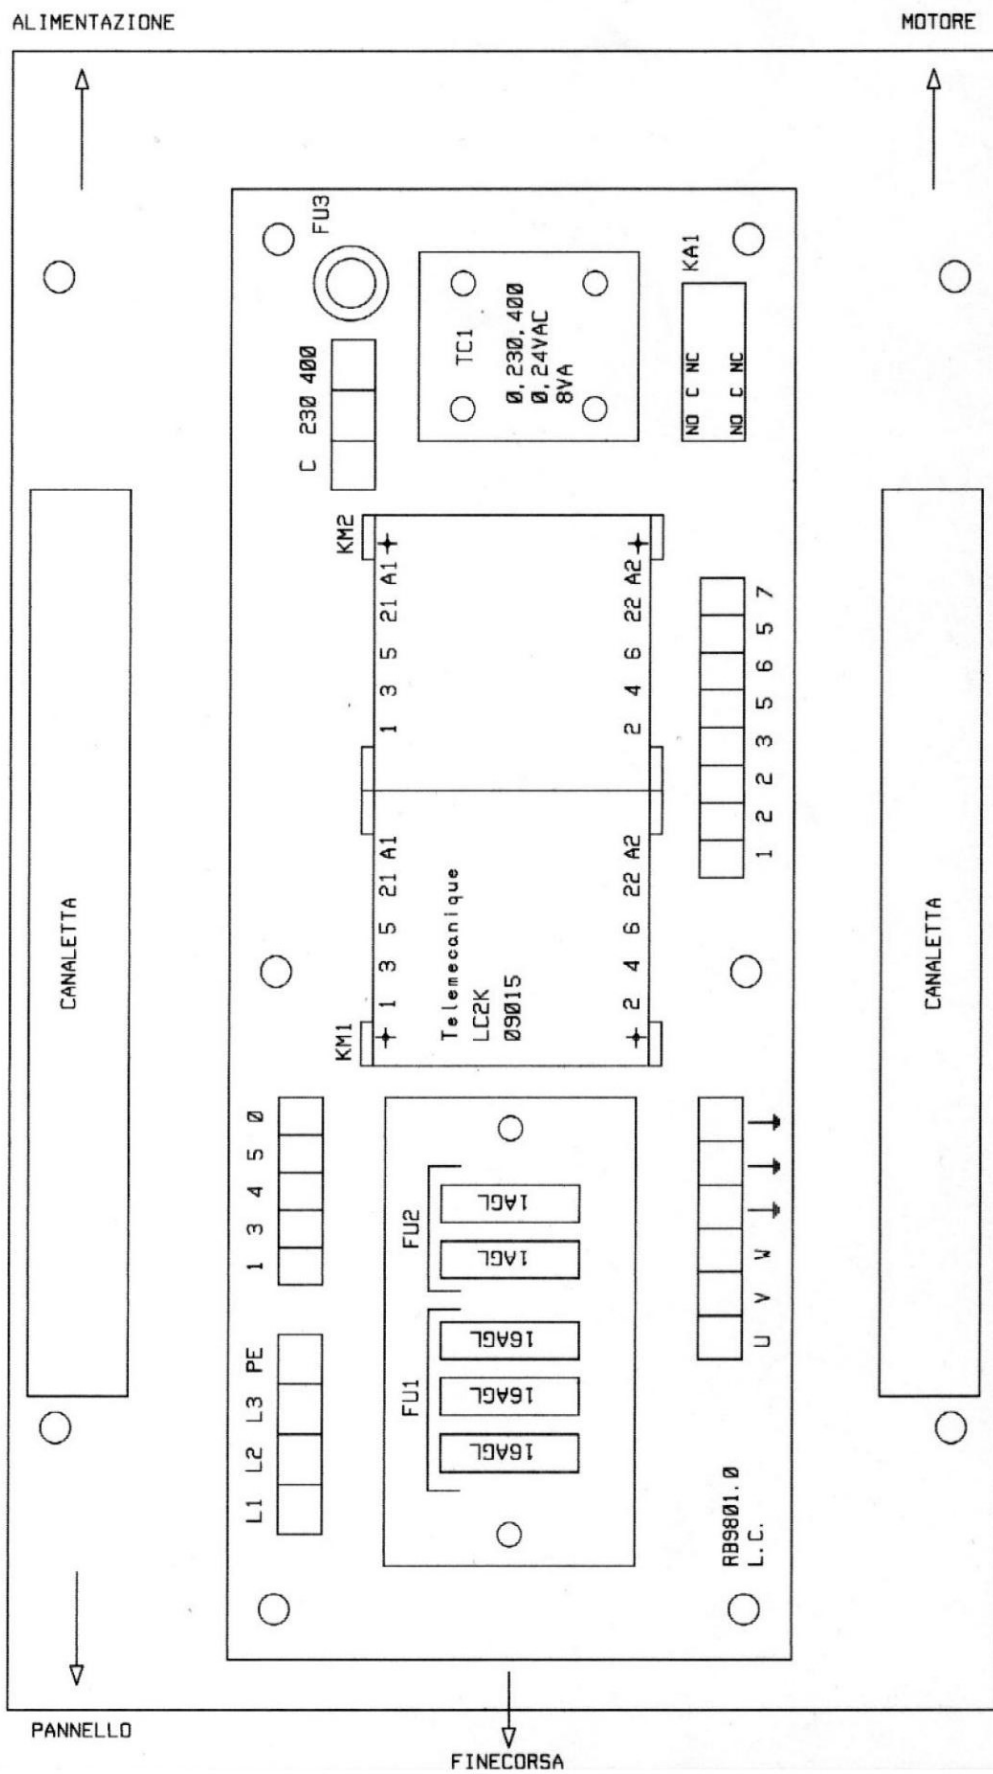 ALIMENTAZIONE
MOTORE
FU3
C 230 400
TC1
0,230,400
0,24VAC
8VA
KA1
NO C NC
NO C NC
KM2
1 3 5 21 A1
2 4 6 22 A2
1 2 2 3 5 6 5 7
CANALETTA
CANALETTA
KM1
1 3 5 21 A1
Telemecanique
LC2K
09015
2 4 6 22 A2
1 3 4 5 0
FU2
1AGL
1AGL
FU1
16AGL
16AGL
16AGL
L1 L2 L3 PE
U V W
RB9801.0
L.C.
PANNELLO
FINECORSA